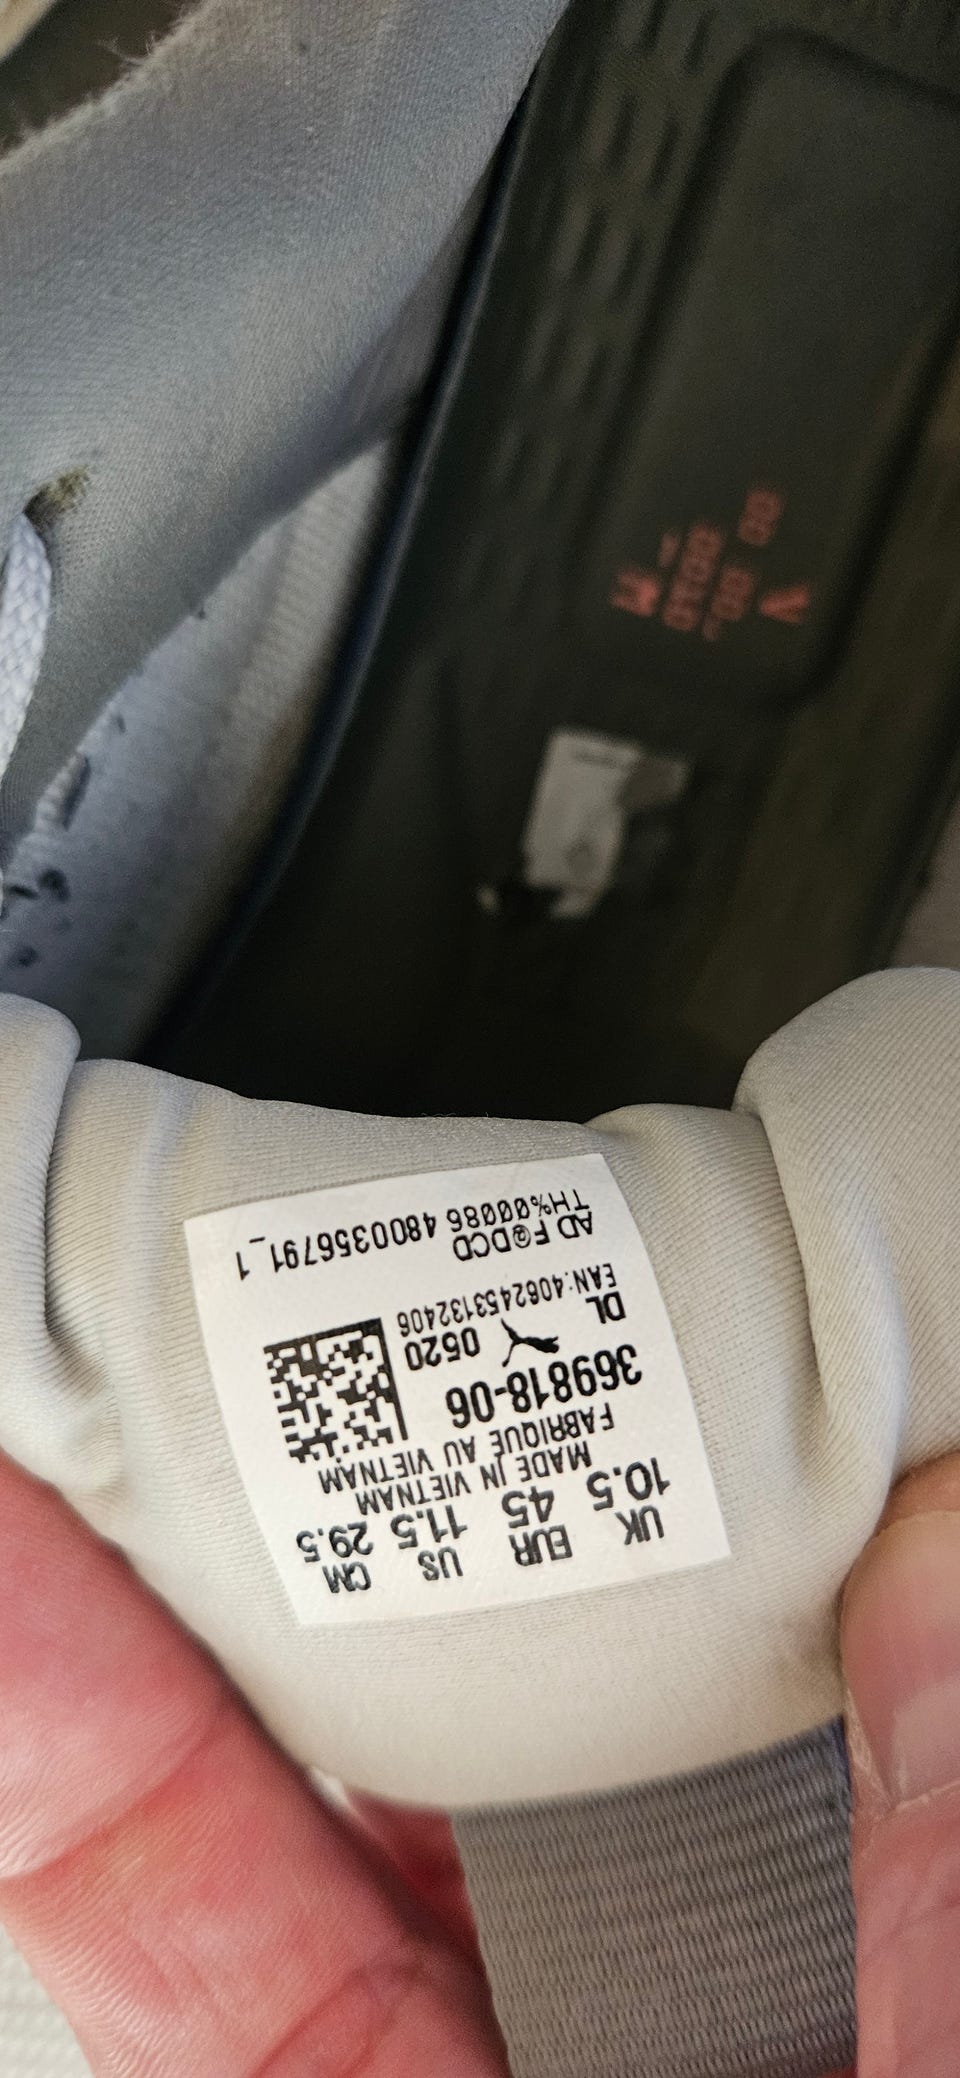 UK EUR US CM
10.5 45 11.5 29.5
MADE IN VIETNAM
FABRIQUE AU VIETNAM
369818-06
DL 0520
EAN:4062453132406
AD F@DCD
TH%00086 4800356791_1